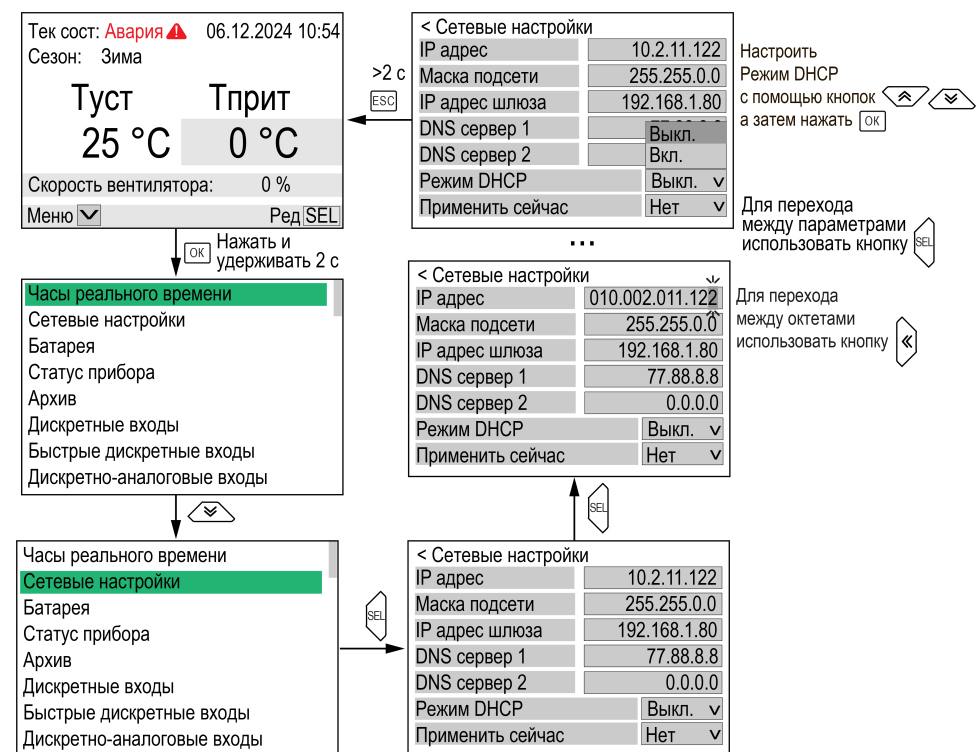 Тек сост: Авария 06.12.2024 10:54
Сезон: Зима
Туст Тприт
25 °C 0 °C
Скорость вентилятора: 0 %
Меню Ред SEL
OK
Нажать и
удерживать 2 с
Часы реального времени
Сетевые настройки
Батарея
Статус прибора
Архив
Дискретные входы
Быстрые дискретные входы
Дискретно-аналоговые входы
Часы реального времени
Сетевые настройки
Батарея
Статус прибора
Архив
Дискретные входы
Быстрые дискретные входы
Дискретно-аналоговые входы
SEL
< Сетевые настройки
IP адрес 10.2.11.122
Маска подсети 255.255.0.0
IP адрес шлюза 192.168.1.80
DNS сервер 1 77.88.8.8
DNS сервер 2 0.0.0.0
Режим DHCP Выкл.
Применить сейчас Нет
SEL
< Сетевые настройки
IP адрес 010.002.011.122
Маска подсети 255.255.0.0
IP адрес шлюза 192.168.1.80
DNS сервер 1 77.88.8.8
DNS сервер 2 0.0.0.0
Режим DHCP Выкл.
Применить сейчас Нет
Для перехода
между октетами
использовать кнопку
...
Для перехода
между параметрами
использовать кнопку SEL
< Сетевые настройки
IP адрес 10.2.11.122
Маска подсети 255.255.0.0
IP адрес шлюза 192.168.1.80
DNS сервер 1
Выкл.
DNS сервер 2 Вкл.
Режим DHCP Выкл.
Применить сейчас Нет
Настроить
Режим DHCP
с помощью кнопок
а затем нажать OK
>2 с
ESC